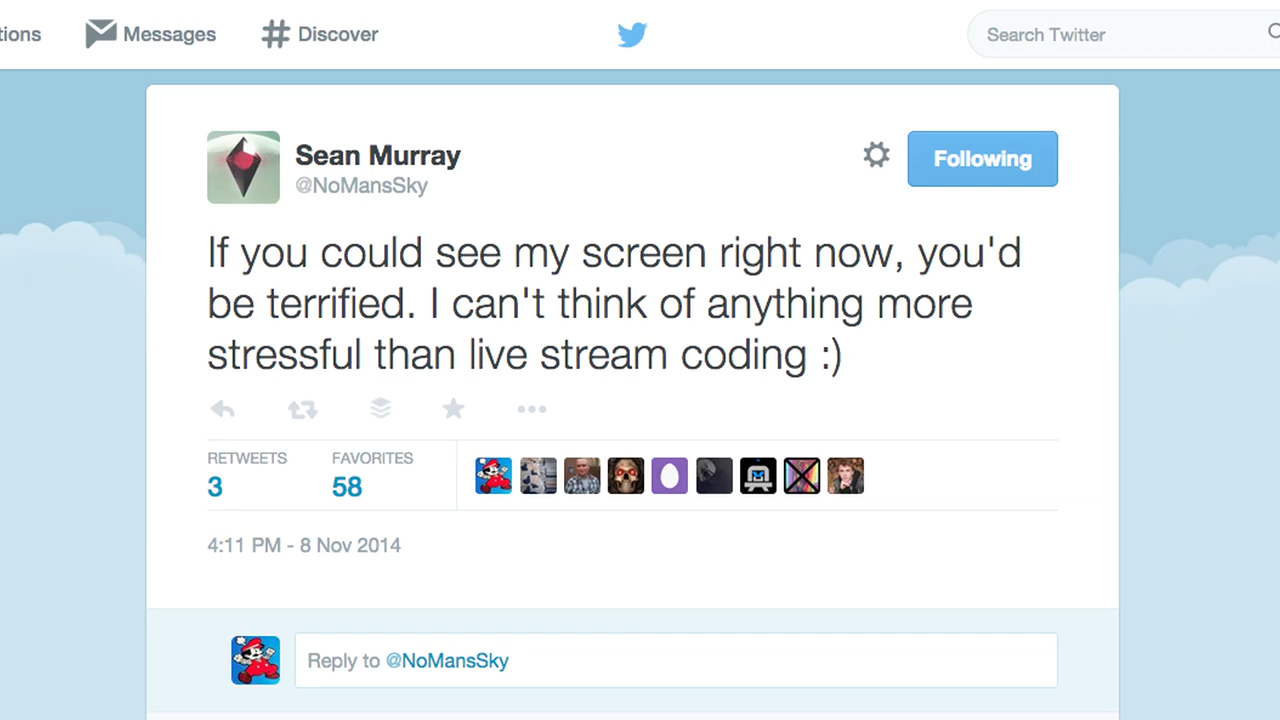 tions Messages Discover Search Twitter
Sean Murray
@NoMansSky
Following
If you could see my screen right now, you'd
be terrified. I can't think of anything more
stressful than live stream coding :)
RETWEETS FAVORITES
3 58
4:11 PM - 8 Nov 2014
Reply to @NoMansSky